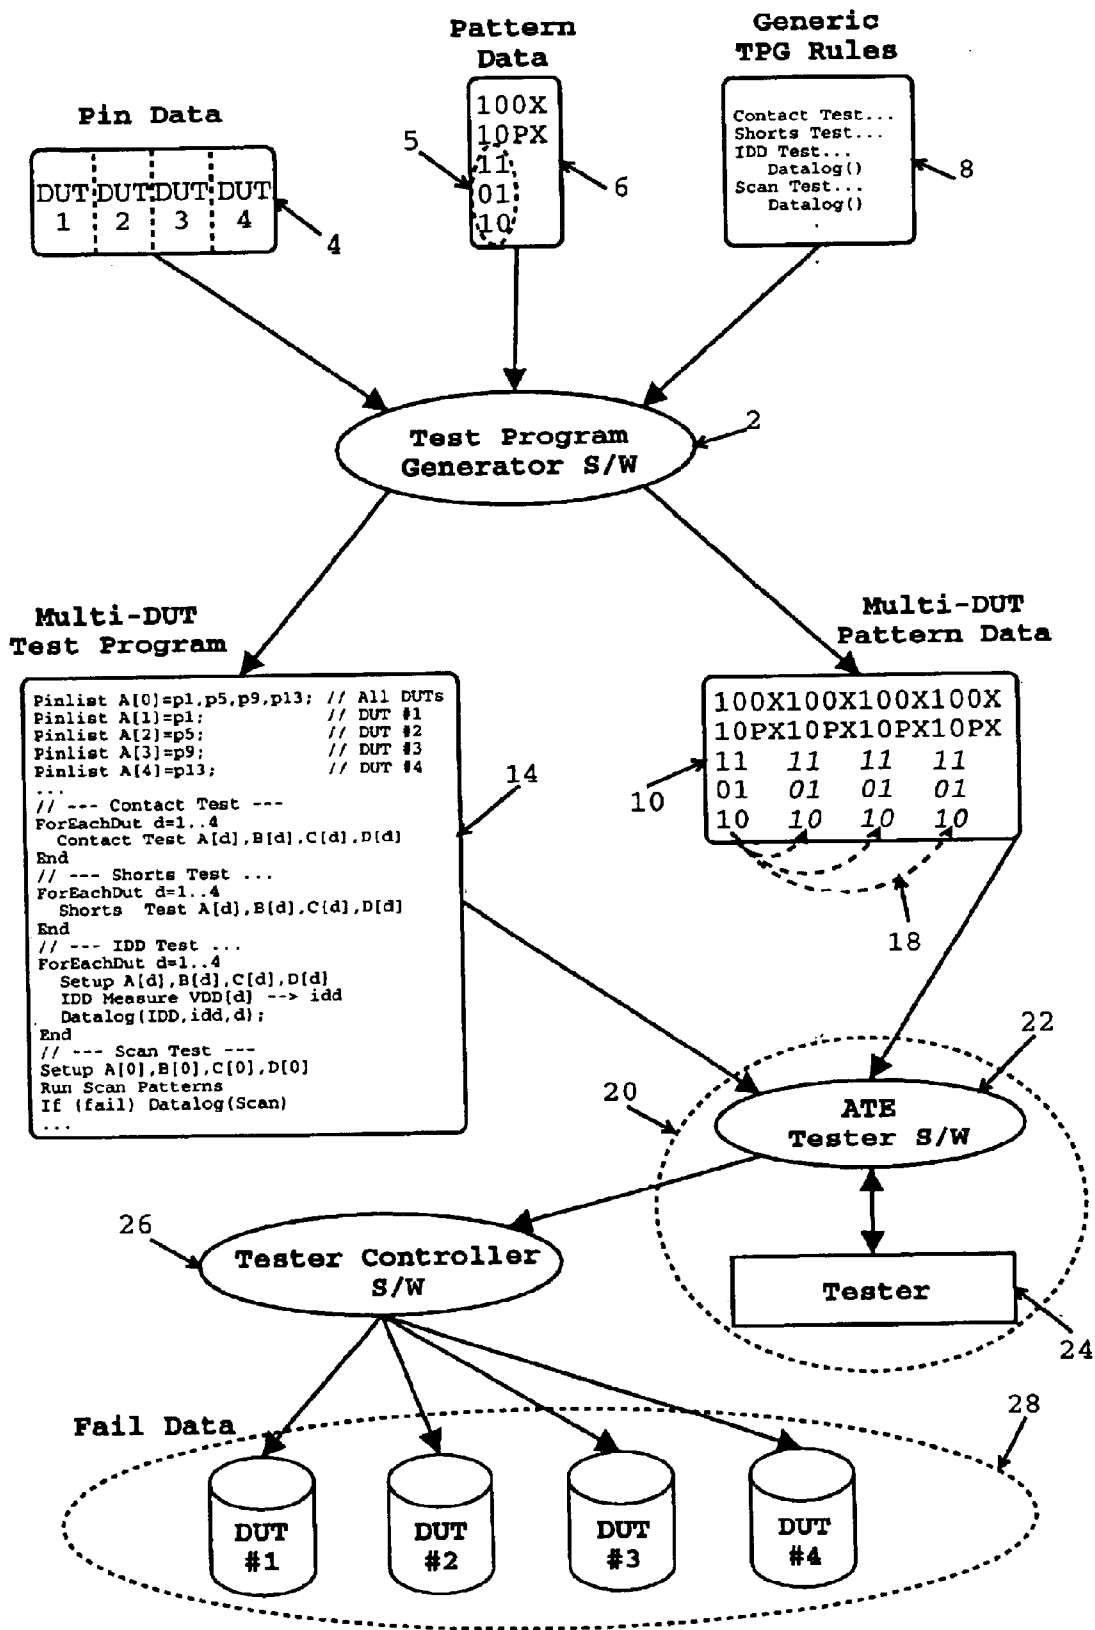 Pattern
Data
Generic
TPG Rules
Pin Data
100X
10PX
11
01
10
5
6
Contact Test...
Shorts Test...
IDD Test...
Datalog()
Scan Test...
Datalog()
.
8
DUT DUT DUT DUT
1 2 3 4
4
Test Program
Generator S/W
2
Multi-DUT
Test Program
Multi-DUT
Pattern Data
Pinlist A[0]=p1,p5,p9,p13; // All DUTs
Pinlist A[1]=p1; // DUT #1
Pinlist A[2]=p5; // DUT #2
Pinlist A[3]=p9; // DUT #3
Pinlist A[4]=p13; // DUT #4
...
// --- Contact Test ---
ForEachDut d=1..4
Contact Test A[d],B[d],C[d],D[d]
End
// --- Shorts Test ...
ForEachDut d=1..4
Shorts Test A[d],B[d],C[d],D[d]
End
// --- IDD Test ...
ForEachDut d=1..4
Setup A[d],B[d],C[d],D[d]
IDD Measure VDD[d] --> idd
Datalog(IDD,idd,d);
End
// --- Scan Test ---
Setup A[0],B[0],C[0],D[0]
Run Scan Patterns
If (fail) Datalog(Scan)
...
14
100X100X100X100X
10PX10PX10PX10PX
11 11 11 11
01 01 01 01
10 10 10 10
10
18
20
22
ATE
Tester S/W
Tester
24
26
Tester Controller
S/W
Fail Data
28
DUT
#1
DUT
#2
DUT
#3
DUT
#4